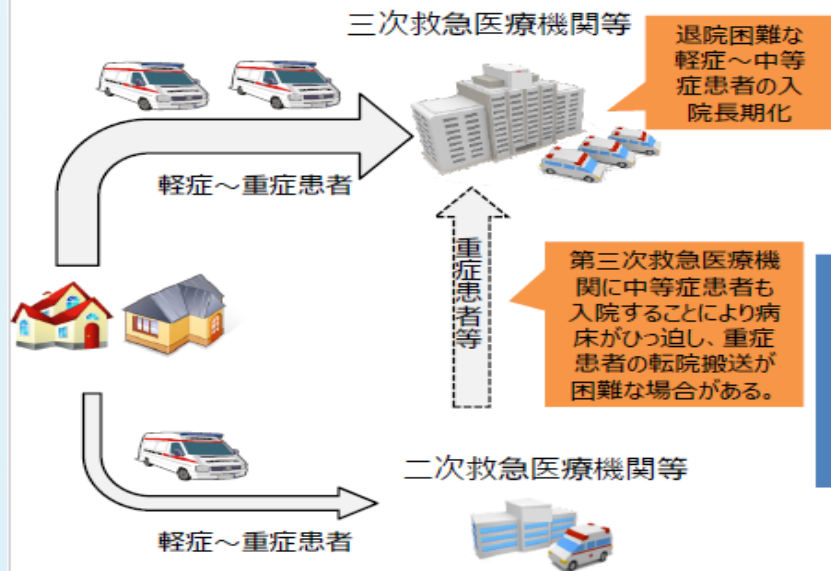 三次救急医療機関等
退院困難な
軽症～中等
症患者の入
院長期化
軽症～重症患者
重症患者等
第三次救急医療機
関に中等症患者も
入院することにより病
床がひっ迫し、重症
患者の転院搬送が
困難な場合がある。
二次救急医療機関等
軽症～重症患者